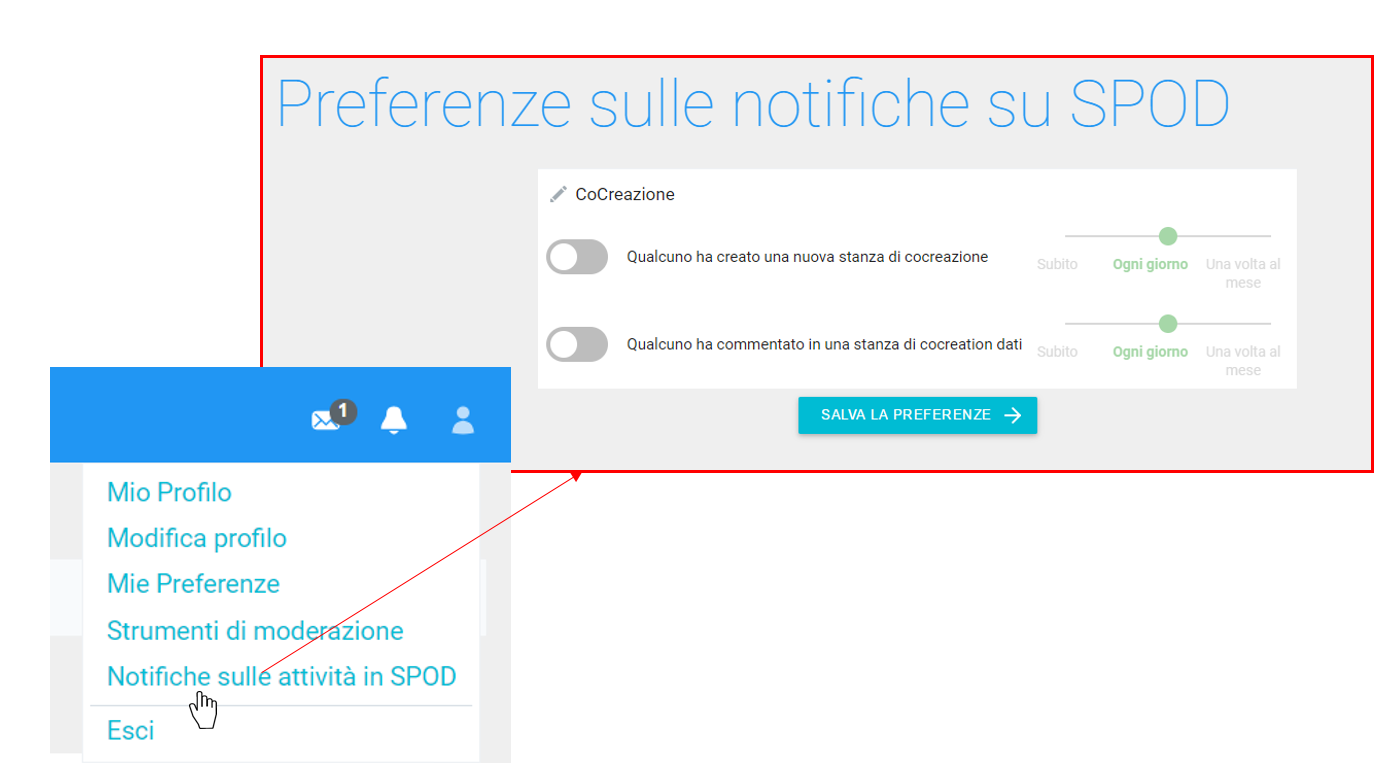 Preferenze sulle notifiche su SPOD
CoCreazione
Qualcuno ha creato una nuova stanza di cocreazione
Subito
Ogni giorno
Una volta al
mese
Qualcuno ha commentato in una stanza di cocreation dati
Subito
Ogni giorno
Una volta al
mese
SALVA LA PREFERENZE
1
Mio Profilo
Modifica profilo
Mie Preferenze
Strumenti di moderazione
Notifiche sulle attività in SPOD
Esci